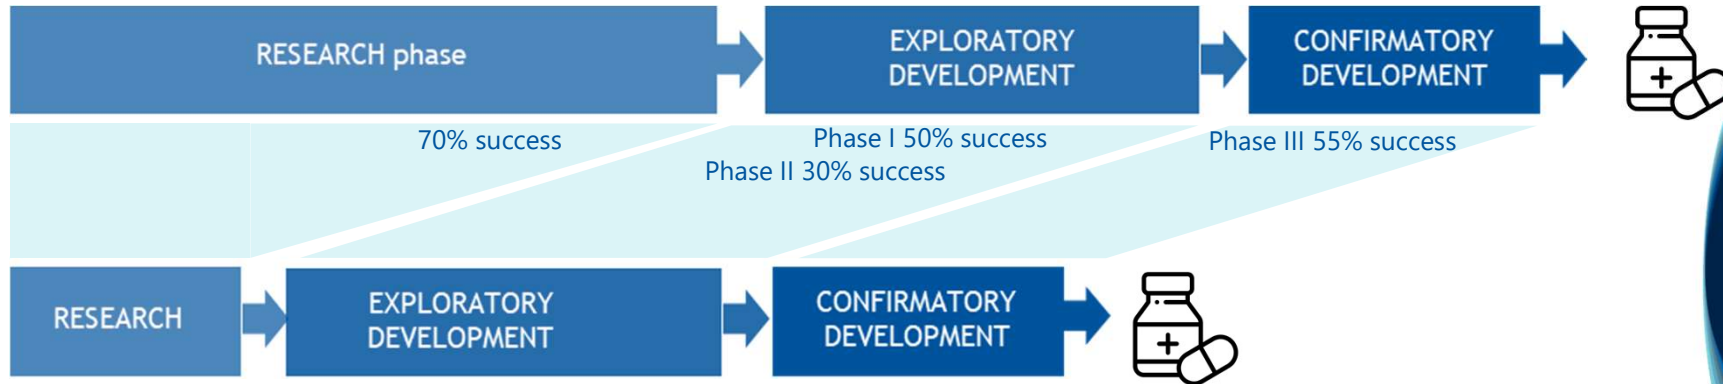 RESEARCH phase
EXPLORATORY
DEVELOPMENT
CONFIRMATORY
DEVELOPMENT
70% success
Phase I 50% success
Phase II 30% success
Phase III 55% success
RESEARCH
EXPLORATORY
DEVELOPMENT
CONFIRMATORY
DEVELOPMENT